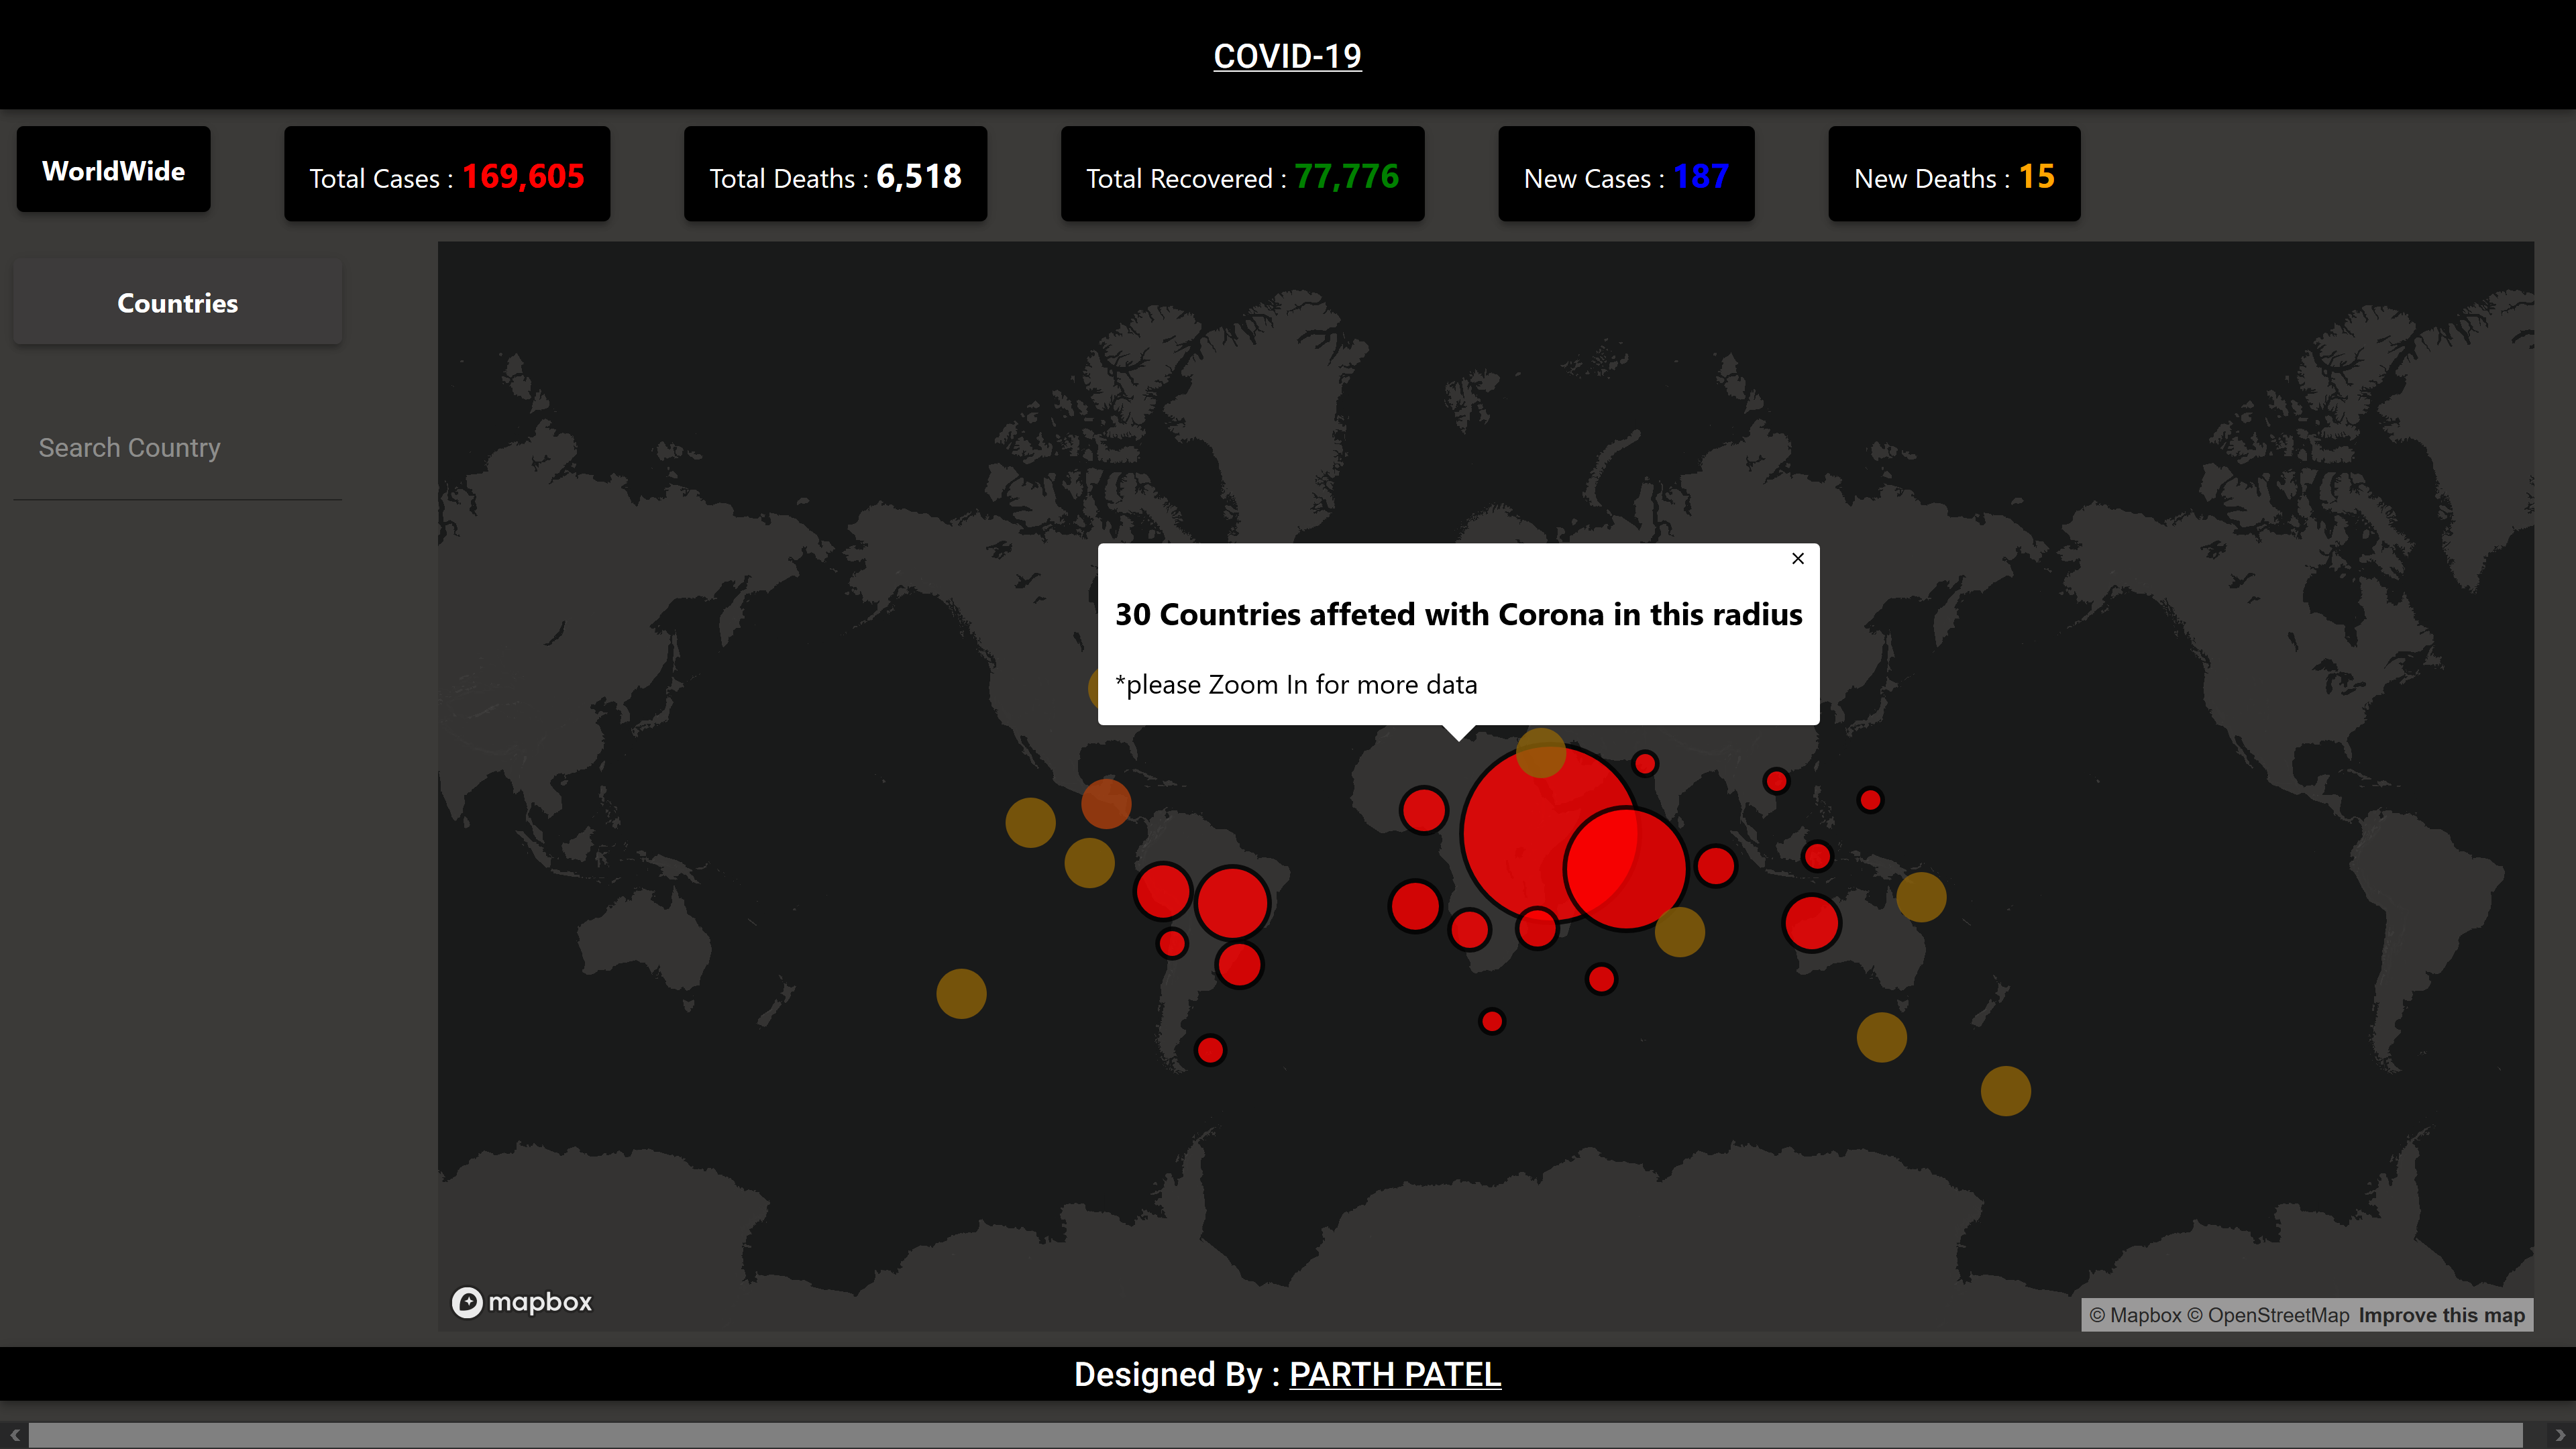 COVID-19
WorldWide
Total Cases : 169,605
Total Deaths : 6,518
Total Recovered : 77,776
New Cases : 187
New Deaths : 15
Countries
Search Country
×
30 Countries affeted with Corona in this radius
*please Zoom In for more data
mapbox
© Mapbox © OpenStreetMap Improve this map
Designed By : PARTH PATEL